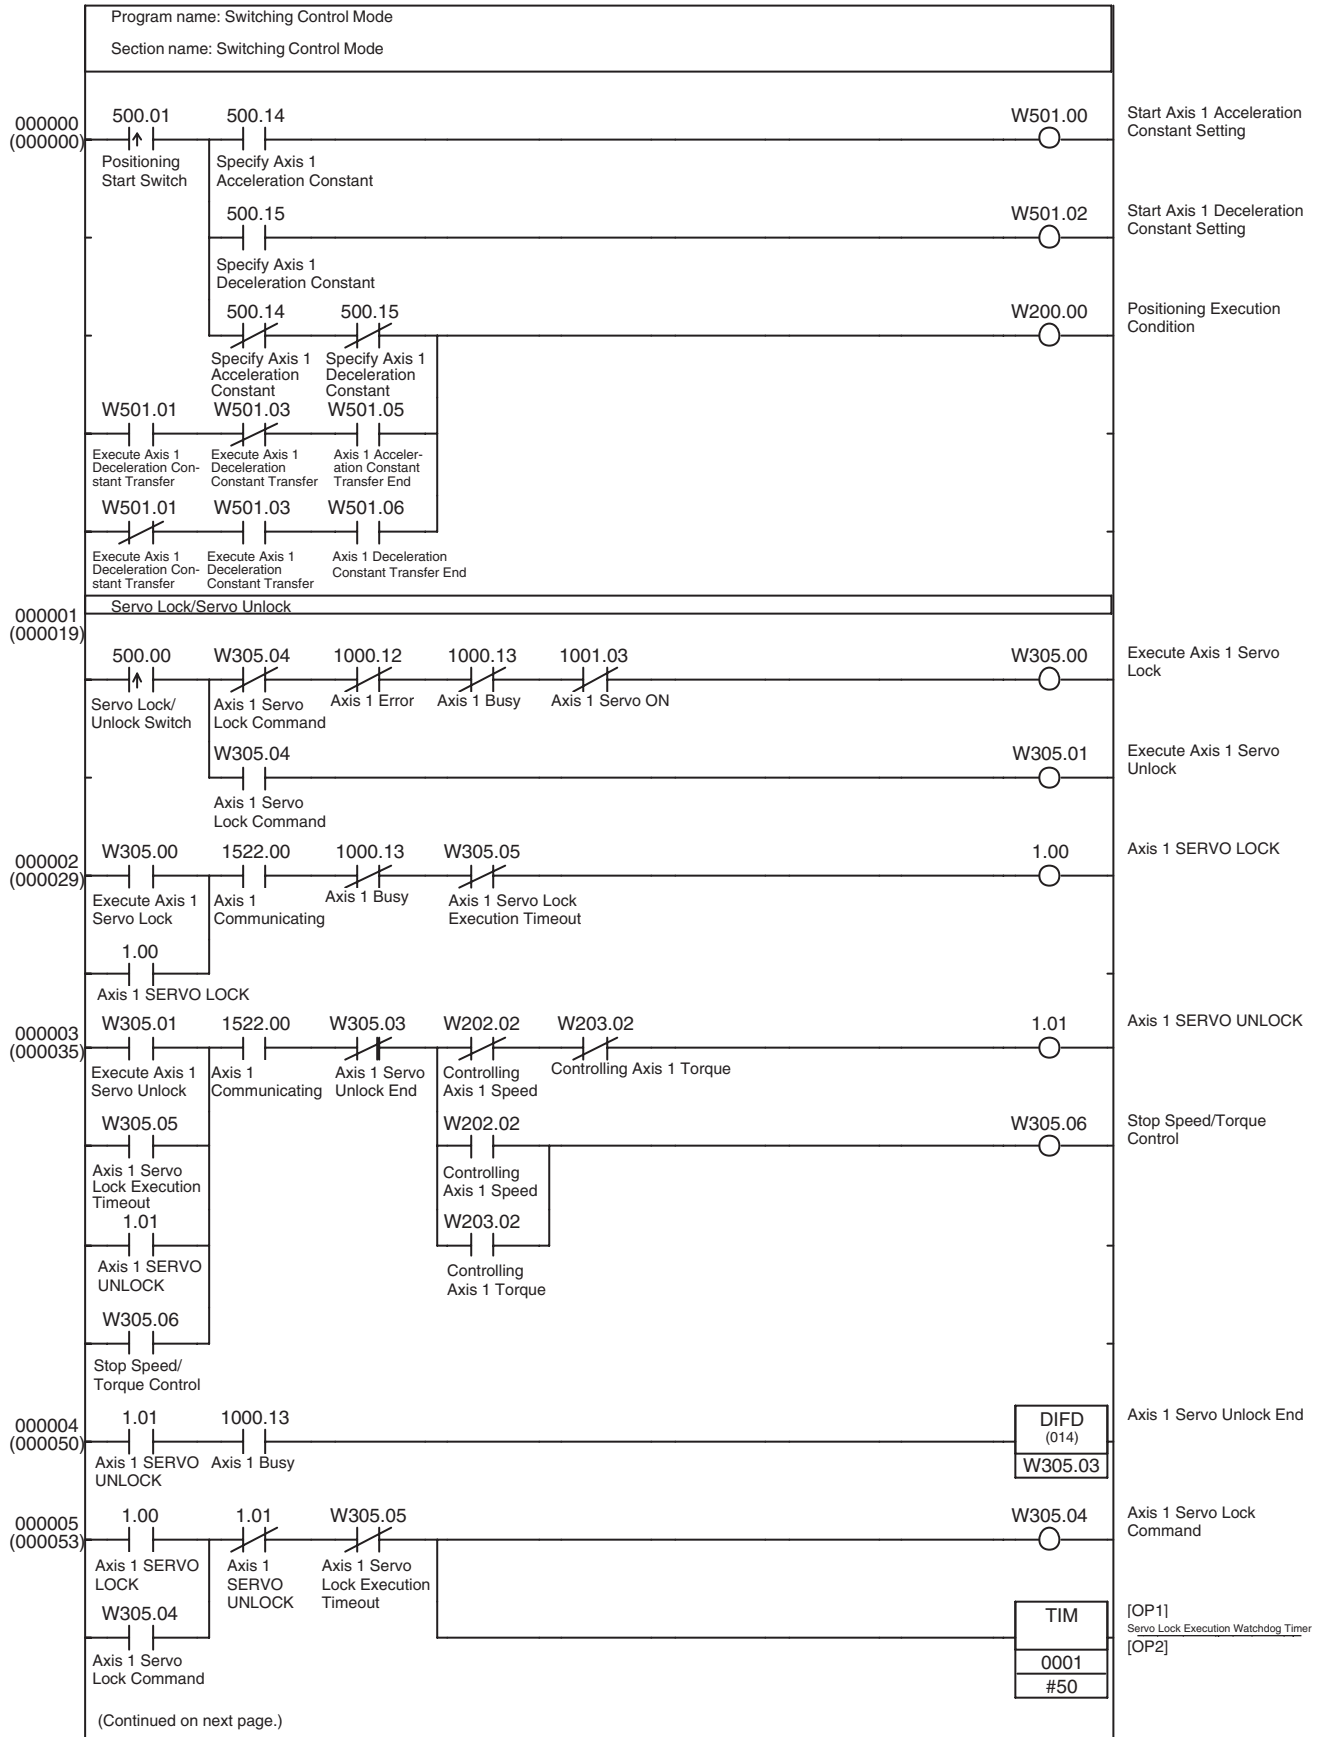 Program name: Switching Control Mode
Section name: Switching Control Mode
000000
(000000)
500.01
500.14
W501.00
Start Axis 1 Acceleration
Constant Setting
Positioning
Start Switch
Specify Axis 1
Acceleration Constant
500.15
W501.02
Start Axis 1 Deceleration
Constant Setting
Specify Axis 1
Deceleration Constant
500.14
500.15
W200.00
Positioning Execution
Condition
Specify Axis 1
Acceleration
Constant
Specify Axis 1
Deceleration
Constant
W501.01
W501.03
W501.05
Execute Axis 1
Deceleration Con-
stant Transfer
Execute Axis 1
Deceleration
Constant Transfer
Axis 1 Acceler-
ation Constant
Transfer End
W501.01
W501.03
W501.06
Execute Axis 1
Deceleration Con-
stant Transfer
Execute Axis 1
Deceleration
Constant Transfer
Axis 1 Deceleration
Constant Transfer End
Servo Lock/Servo Unlock
000001
(000019)
500.00
W305.04
1000.12
1000.13
1001.03
W305.00
Execute Axis 1 Servo
Lock
Servo Lock/
Unlock Switch
Axis 1 Servo
Lock Command
Axis 1 Error
Axis 1 Busy
Axis 1 Servo ON
W305.04
W305.01
Execute Axis 1 Servo
Unlock
Axis 1 Servo
Lock Command
000002
(000029)
W305.00
1522.00
1000.13
W305.05
1.00
Axis 1 SERVO LOCK
Execute Axis 1
Servo Lock
Axis 1
Communicating
Axis 1 Busy
Axis 1 Servo Lock
Execution Timeout
1.00
Axis 1 SERVO LOCK
000003
(000035)
W305.01
1522.00
W305.03
W202.02
W203.02
1.01
Axis 1 SERVO UNLOCK
Execute Axis 1
Servo Unlock
Axis 1
Communicating
Axis 1 Servo
Unlock End
Controlling
Axis 1 Speed
Controlling Axis 1 Torque
W305.05
W202.02
W305.06
Stop Speed/Torque
Control
Axis 1 Servo
Lock Execution
Timeout
Controlling
Axis 1 Speed
1.01
W203.02
Axis 1 SERVO
UNLOCK
Controlling
Axis 1 Torque
W305.06
Stop Speed/
Torque Control
000004
(000050)
1.01
1000.13
DIFD
(014)
W305.03
Axis 1 Servo Unlock End
Axis 1 SERVO
UNLOCK
Axis 1 Busy
000005
(000053)
1.00
1.01
W305.05
W305.04
Axis 1 Servo Lock
Command
Axis 1 SERVO
LOCK
Axis 1
SERVO
UNLOCK
Axis 1 Servo
Lock Execution
Timeout
W305.04
TIM
0001
#50
[OP1]
Servo Lock Execution Watchdog Timer
[OP2]
Axis 1 Servo
Lock Command
(Continued on next page.)